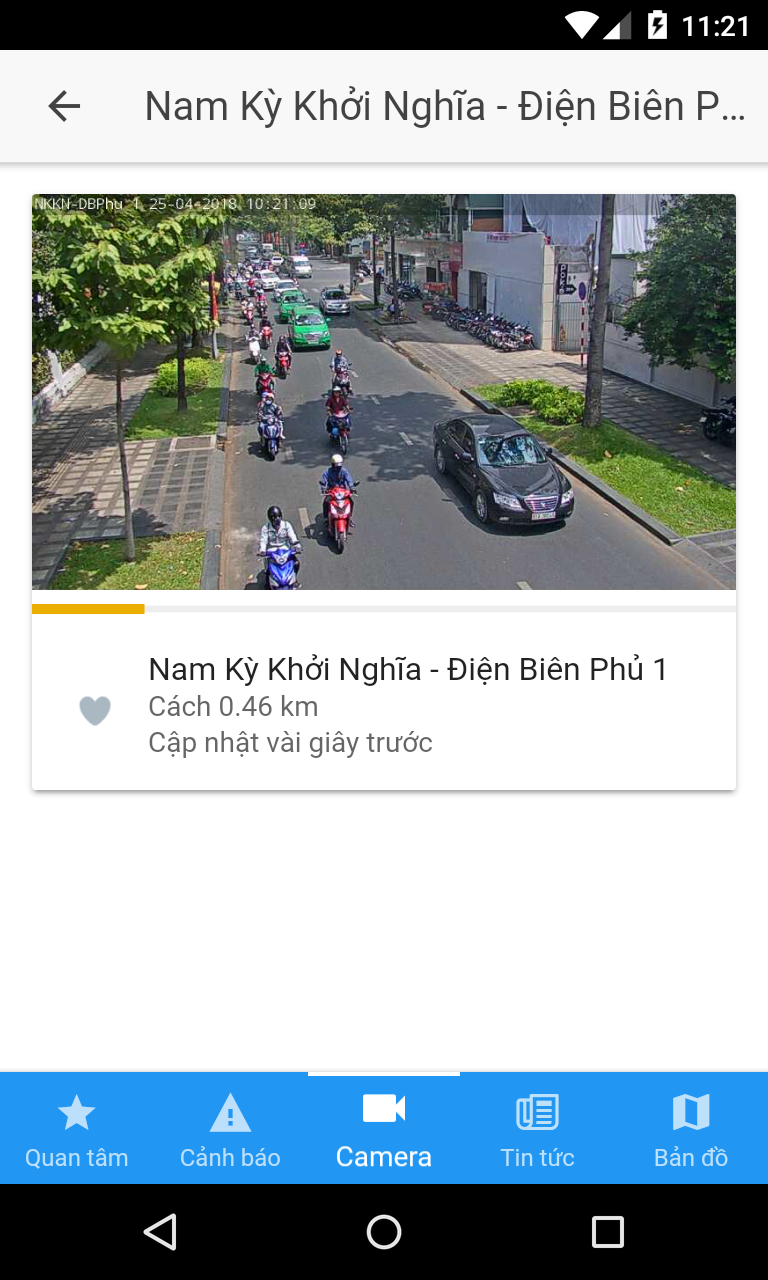 11:21
Nam Kỳ Khởi Nghĩa - Điện Biên P...
NKKN-DBPhu 1 25-04-2018 10:21:09
Nam Kỳ Khởi Nghĩa - Điện Biên Phủ 1
Cách 0.46 km
Cập nhật vài giây trước
Quan tâm
Cảnh báo
Camera
Tin tức
Bản đồ